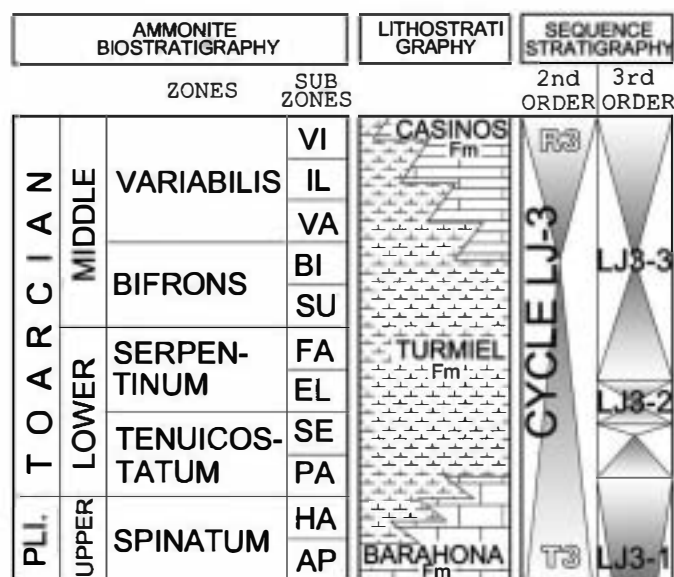 AMMONITE
BIOSTRATIGRAPHY
LITHOSTRATI
GRAPHY
SEQUENCE
STRATIGRAPHY
ZONES
SUB
ZONES
2nd
ORDER
3rd
ORDER
TOARCIAN
PLI.
MIDDLE
LOWER
UPPER
VARIABILIS
BIFRONS
SERPEN-
TINUM
TENUICOS-
TATUM
SPINATUM
VI
IL
VA
BI
SU
FA
EL
SE
PA
HA
AP
CASINOS
Fm
TURMIEL
Fm
BARAHONA
Fm
R3
CYCLE LJ-3
T3
LJ3-3
LJ3-2
LJ3-1